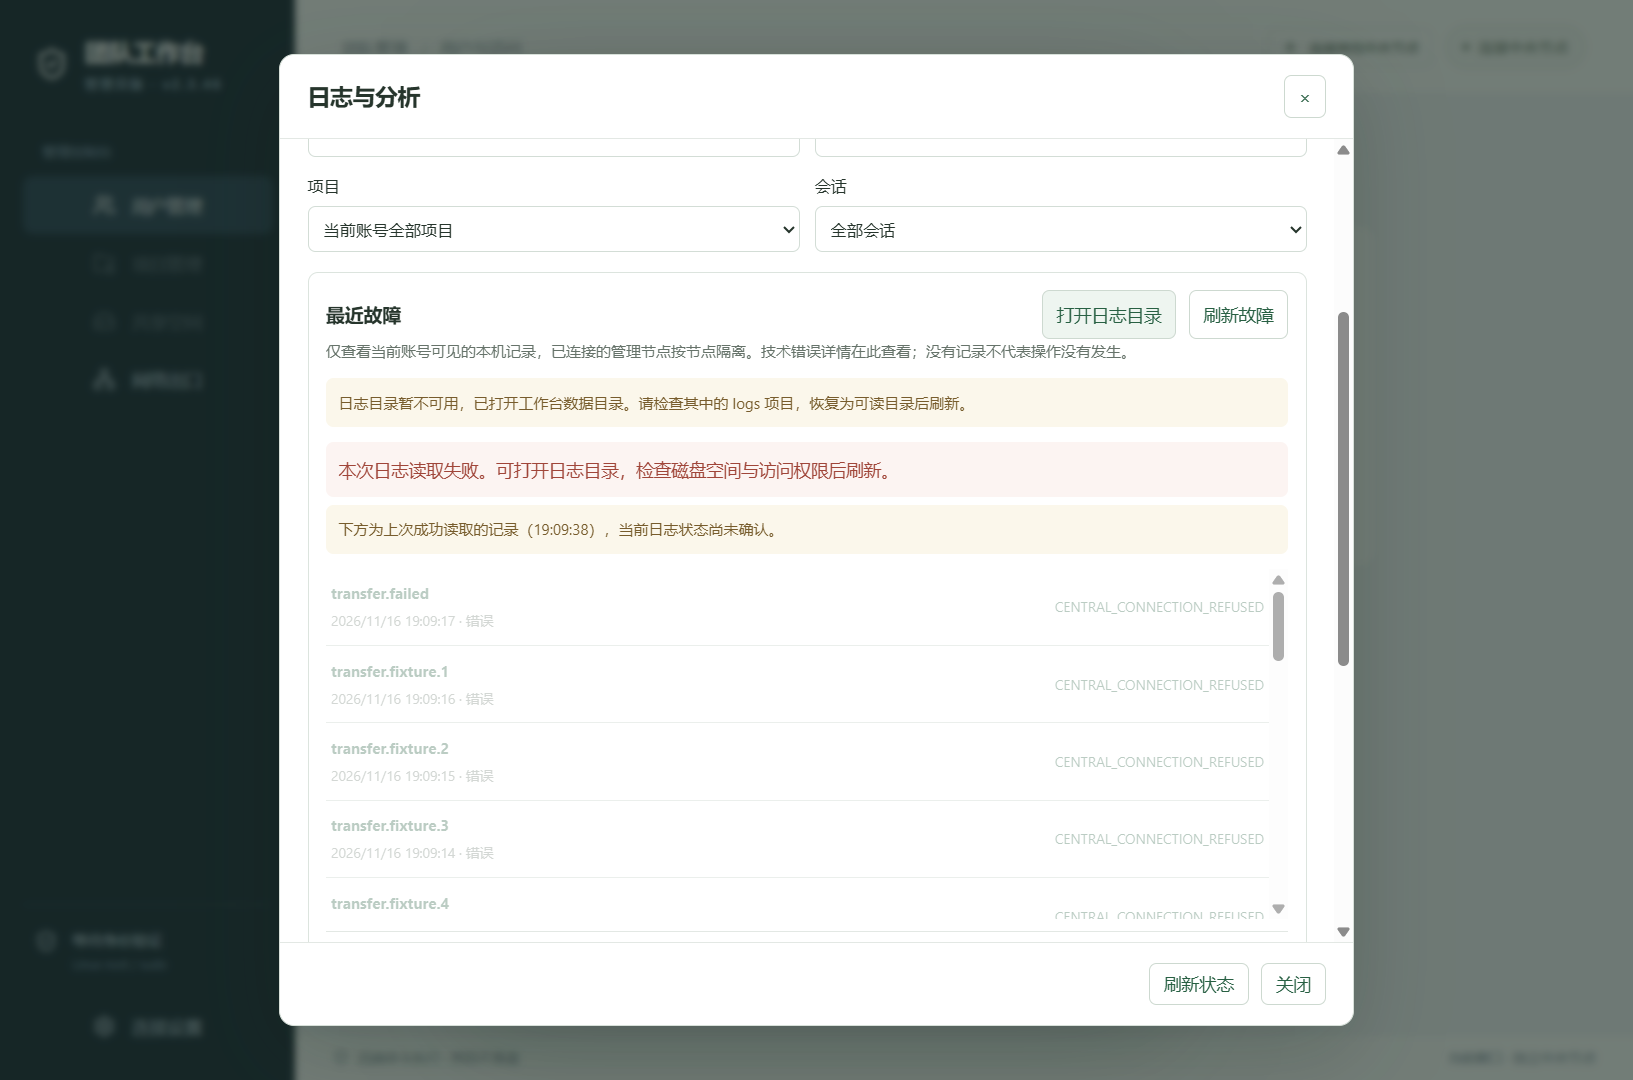 团队工作台
日志与分析
×
项目
会话
当前账号全部项目
全部会话
最近故障
打开日志目录
刷新故障
仅查看当前账号可见的本机记录，已连接的管理节点按节点隔离。技术错误详情在此查看；没有记录不代表操作没有发生。
日志目录暂不可用，已打开工作台数据目录。请检查其中的 logs 项目，恢复为可读目录后刷新。
本次日志读取失败。可打开日志目录，检查磁盘空间与访问权限后刷新。
下方为上次成功读取的记录（19:09:38），当前日志状态尚未确认。
transfer.failed
2026/11/16 19:09:17 · 错误
CENTRAL_CONNECTION_REFUSED
transfer.fixture.1
2026/11/16 19:09:16 · 错误
CENTRAL_CONNECTION_REFUSED
transfer.fixture.2
2026/11/16 19:09:15 · 错误
CENTRAL_CONNECTION_REFUSED
transfer.fixture.3
2026/11/16 19:09:14 · 错误
CENTRAL_CONNECTION_REFUSED
transfer.fixture.4
CENTRAL_CONNECTION_REFUSED
刷新状态
关闭